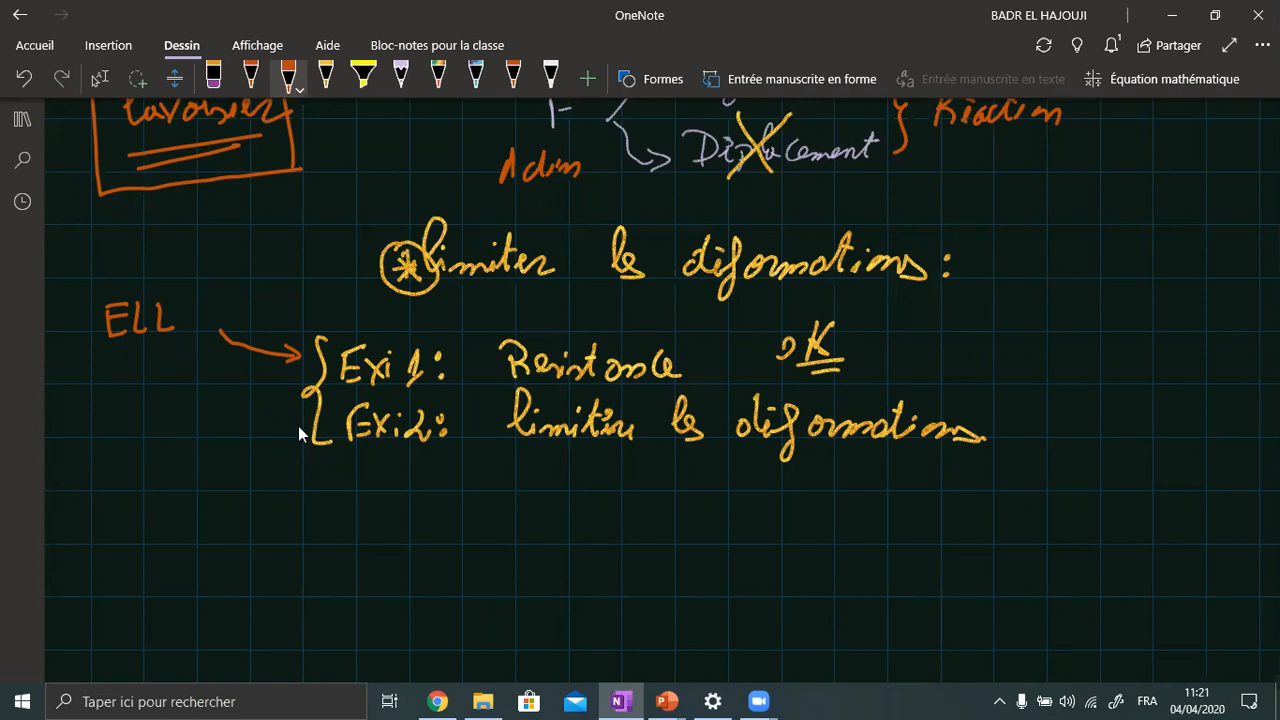 OneNote
BADR EL HAJOUJI
Accueil Insertion Dessin Affichage Aide Bloc-notes pour la classe
Partager
Formes Entrée manuscrite en forme Entrée manuscrite en texte Équation mathématique
Lavoisier
F
Réaction
Déplacement
Action
* limiter les déformations :
ELL
Exi 1: Resistance OK
Exi 2: limiter les déformations
Taper ici pour rechercher
FRA
11:21
04/04/2020